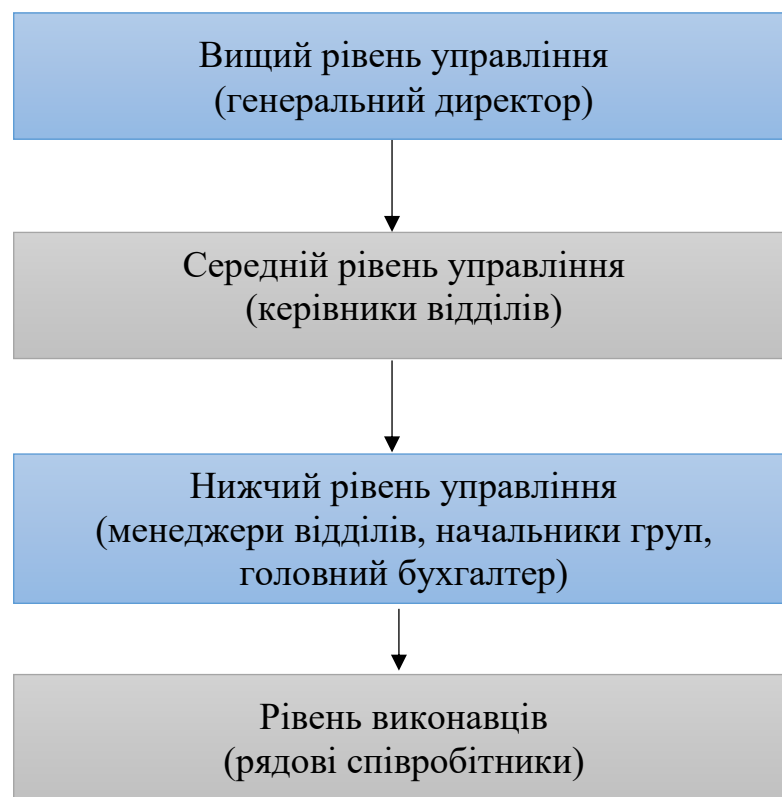 Вищий рівень управління
(генеральний директор)
Середній рівень управління
(керівники відділів)
Нижчий рівень управління
(менеджери відділів, начальники груп,
головний бухгалтер)
Рівень виконавців
(рядові співробітники)